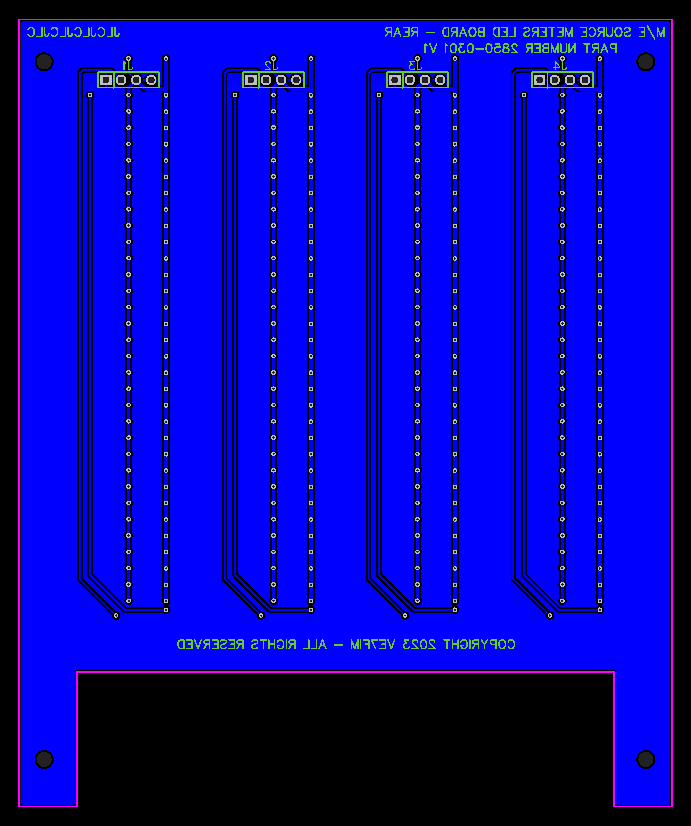 M/E SOURCE METERS LED BOARD - REAR
JLCJLCJLCJLC
PART NUMBER 2850-0301 V1
J4
J3
J2
J1
COPYRIGHT 2023 VE7FIM - ALL RIGHTS RESERVED